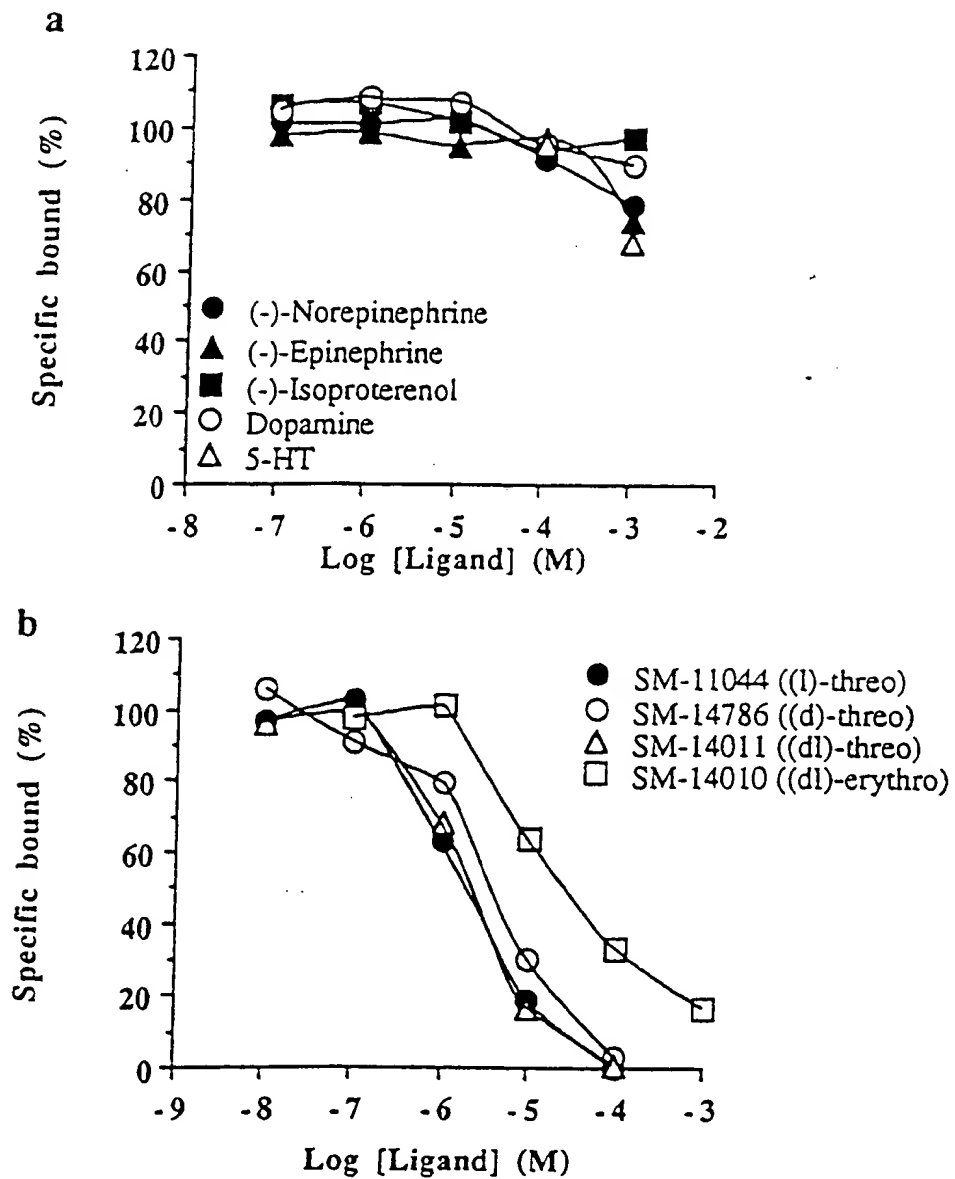 a
120
100
80
60
40
20
0
Specific bound (%)
(-)-Norepinephrine
(-)-Epinephrine
(-)-Isoproterenol
Dopamine
5-HT
-8 -7 -6 -5 -4 -3 -2
Log [Ligand] (M)
b
120
100
80
60
40
20
0
Specific bound (%)
SM-11044 ((l)-threo)
SM-14786 ((d)-threo)
SM-14011 ((dl)-threo)
SM-14010 ((dl)-erythro)
-9 -8 -7 -6 -5 -4 -3
Log [Ligand] (M)